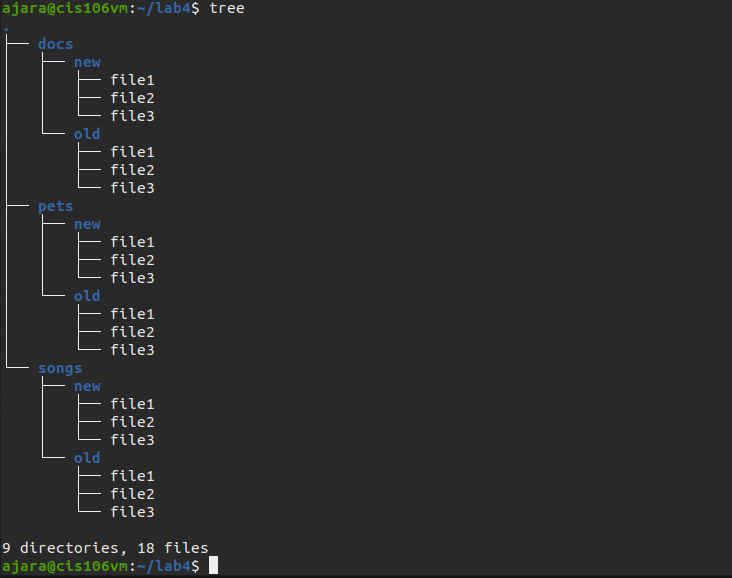 ajara@cis106vm:~/lab4$ tree
.
├── docs
│   ├── new
│   │   ├── file1
│   │   ├── file2
│   │   └── file3
│   └── old
│       ├── file1
│       ├── file2
│       └── file3
├── pets
│   ├── new
│   │   ├── file1
│   │   ├── file2
│   │   └── file3
│   └── old
│       ├── file1
│       ├── file2
│       └── file3
└── songs
    ├── new
    │   ├── file1
    │   ├── file2
    │   └── file3
    └── old
        ├── file1
        ├── file2
        └── file3
9 directories, 18 files
ajara@cis106vm:~/lab4$